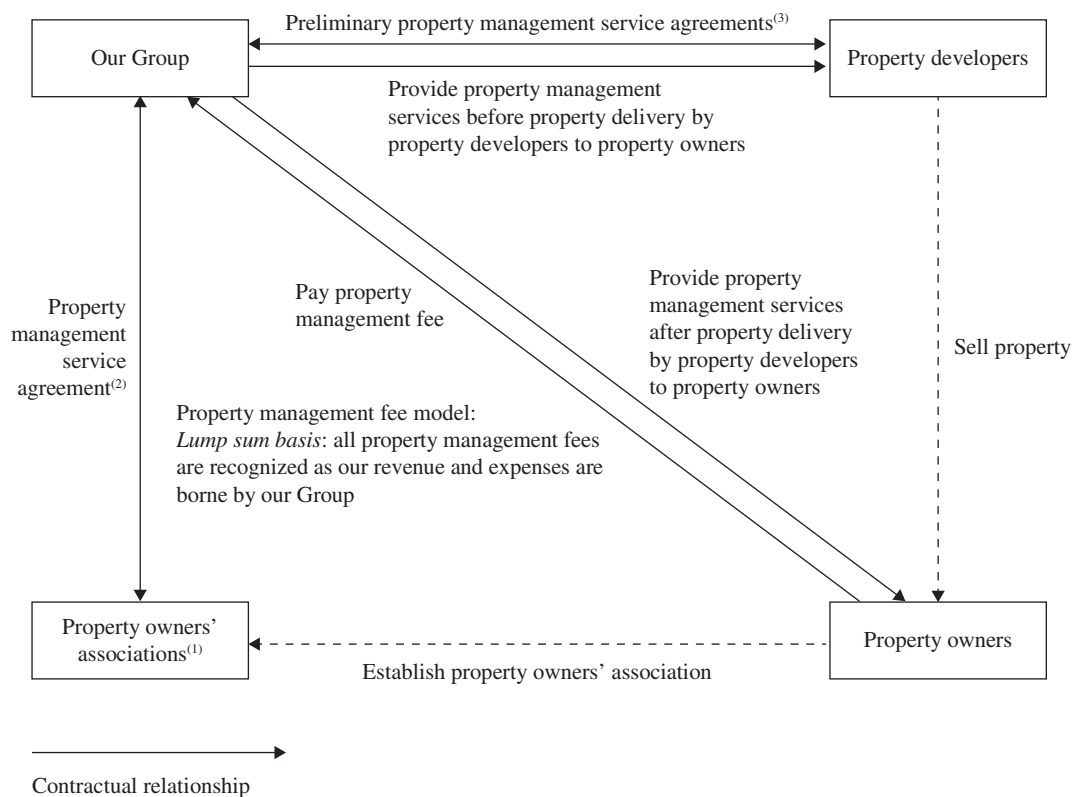 Preliminary property management service agreements(3)
Our Group
Property developers
Provide property management
services before property delivery by
property developers to property owners
Property
management
service
agreement(2)
Pay property
management fee
Provide property
management services
after property delivery
by property developers
to property owners
Sell property
Property management fee model:
Lump sum basis: all property management fees
are recognized as our revenue and expenses are
borne by our Group
Property owners’
associations(1)
Property owners
Establish property owners’ association
Contractual relationship